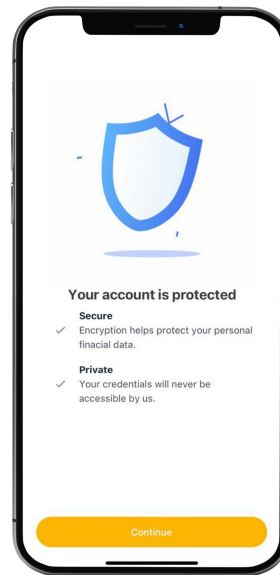 Your account is protected
Secure
Encryption helps protect your personal
finacial data.
Private
Your credentials will never be
accessible by us.
Continue